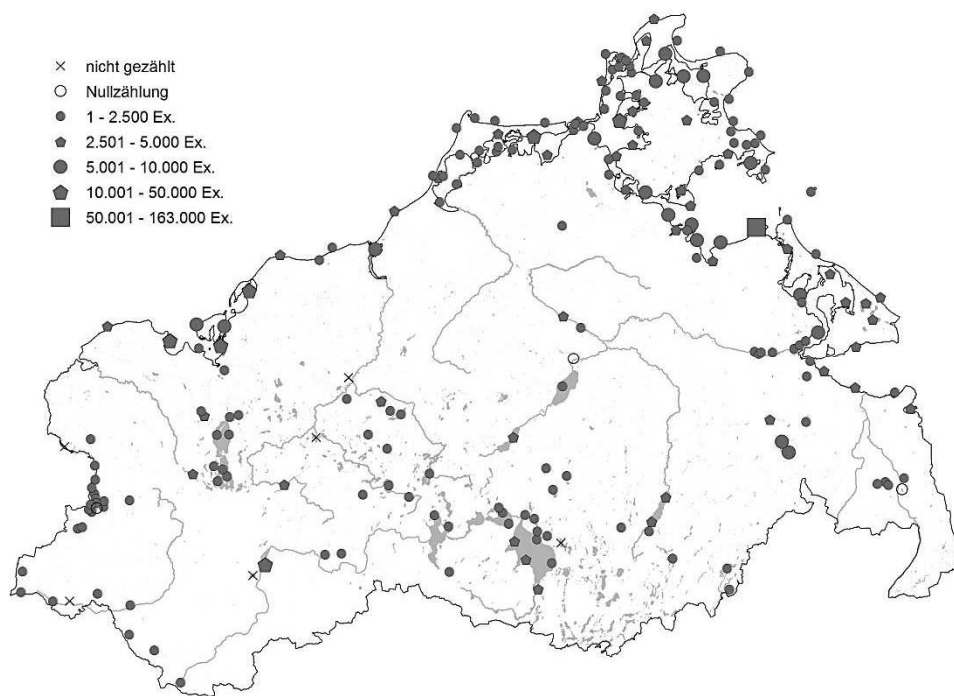 nicht gezählt
Nullzählung
1 - 2.500 Ex.
2.501 - 5.000 Ex.
5.001 - 10.000 Ex.
10.001 - 50.000 Ex.
50.001 - 163.000 Ex.